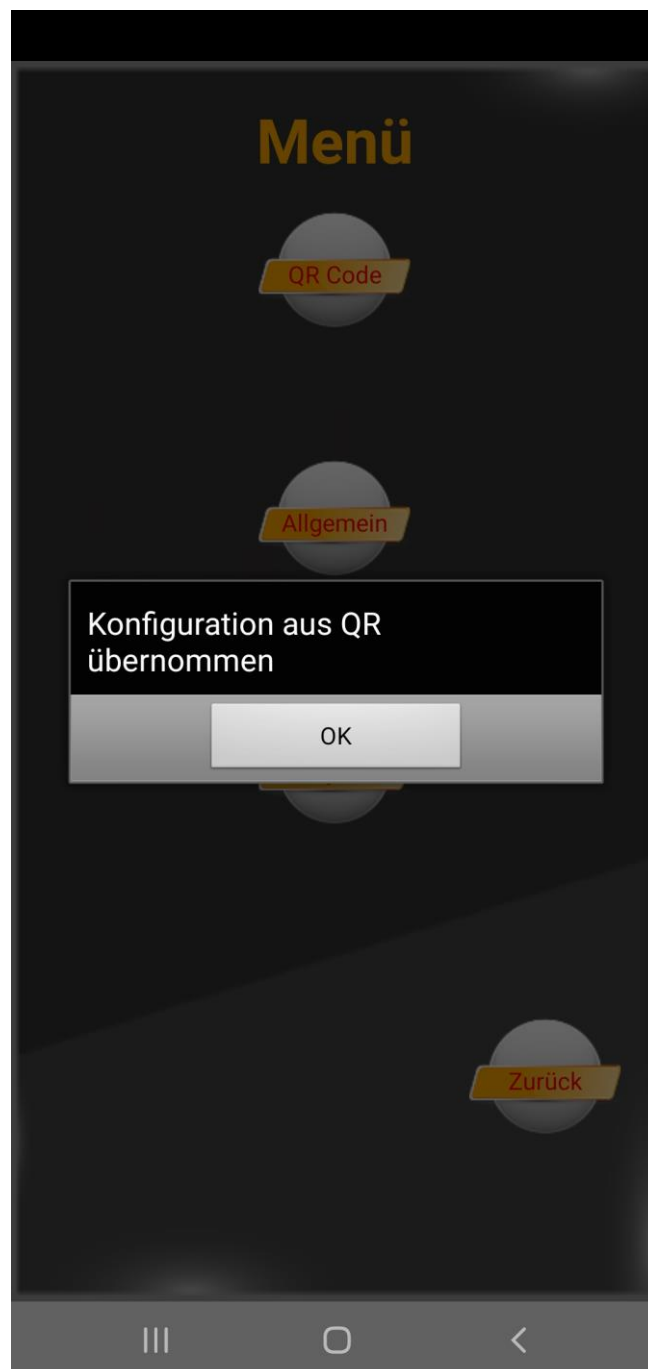 Menü
QR Code
Allgemein
Konfiguration aus QR
übernommen
OK
Zurück